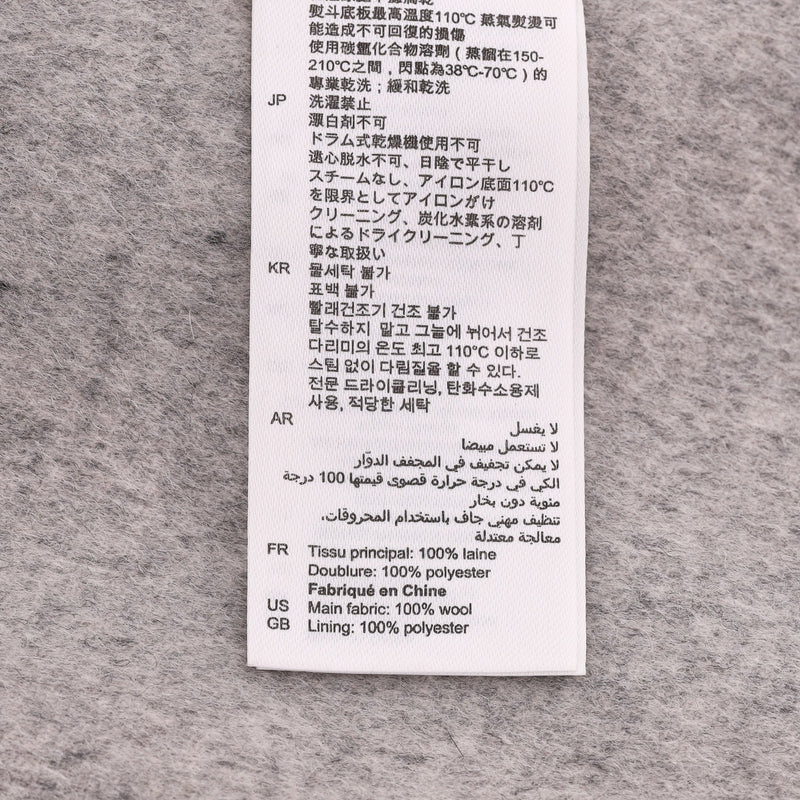 熨斗底板最高溫度110℃ 蒸氣熨燙可
能造成不可回復的損傷
使用碳氫化合物溶劑（蒸餾在150-
210℃之間，閃點為38℃-70℃）的
專業乾洗；緩和乾洗
JP 洗濯禁止
漂白剤不可
ドラム式乾燥機使用不可
遠心脱水不可、日陰で平干し
スチームなし、アイロン底面110℃
を限界としてアイロンがけ
クリーニング、炭化水素系の溶剤
によるドライクリーニング、丁
寧な取扱い
KR 물세탁 불가
표백 불가
빨래건조기 건조 불가
탈수하지 말고 그늘에 뉘어서 건조
다리미의 온도 최고 110℃ 이하로
스팀 없이 다림질을 할 수 있다.
전문 드라이클리닝, 탄화수소용제
사용, 적당한 세탁
AR لا يغسل
لا تستعمل مبيضا
لا يمكن تجفيف في المجفف الدوّار
الكي في درجة حرارة قصوى قيمتها 100 درجة
مئوية دون بخار
تنظيف مهني جاف باستخدام المحروقات،
معالجة معتدلة
FR Tissu principal: 100% laine
Doublure: 100% polyester
Fabriqué en Chine
US Main fabric: 100% wool
GB Lining: 100% polyester